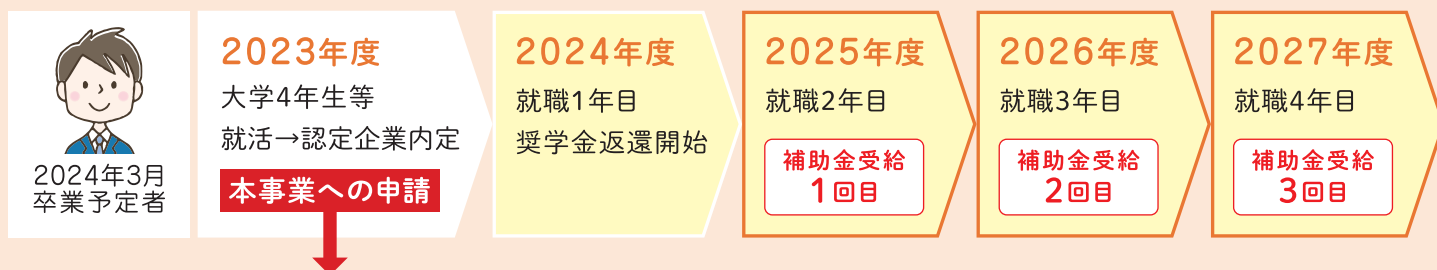 2024年3月
卒業予定者
2023年度
大学4年生等
就活→認定企業内定
本事業への申請
2024年度
就職1年目
奨学金返還開始
2025年度
就職2年目
補助金受給
1回目
2026年度
就職3年目
補助金受給
2回目
2027年度
就職4年目
補助金受給
3回目